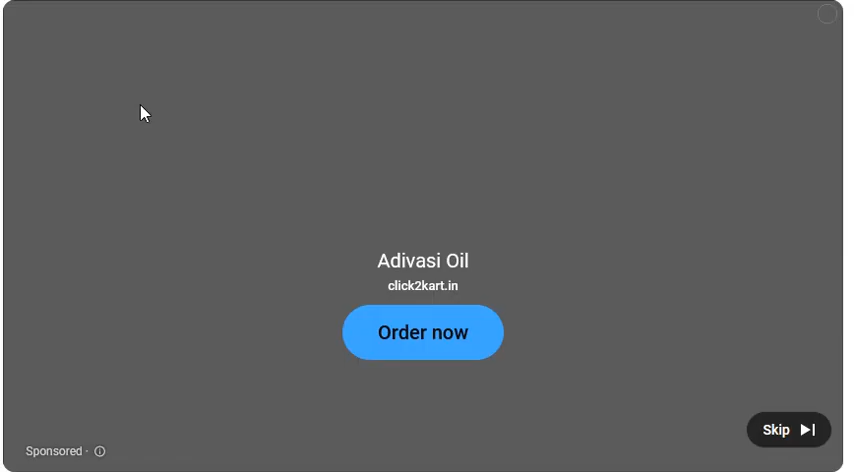 Adivasi Oil
click2kart.in
Order now
Skip
Sponsored ·